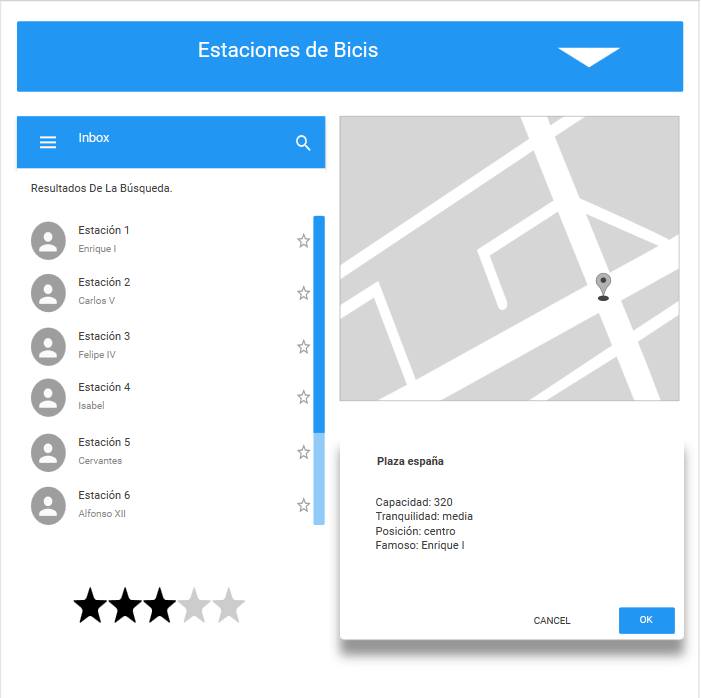 Estaciones de Bicis
Inbox
Resultados De La Búsqueda.
Estación 1
Enrique I
Estación 2
Carlos V
Estación 3
Felipe IV
Estación 4
Isabel
Estación 5
Cervantes
Estación 6
Alfonso XII
Plaza españa
Capacidad: 320
Tranquilidad: media
Posición: centro
Famoso: Enrique I
CANCEL
OK